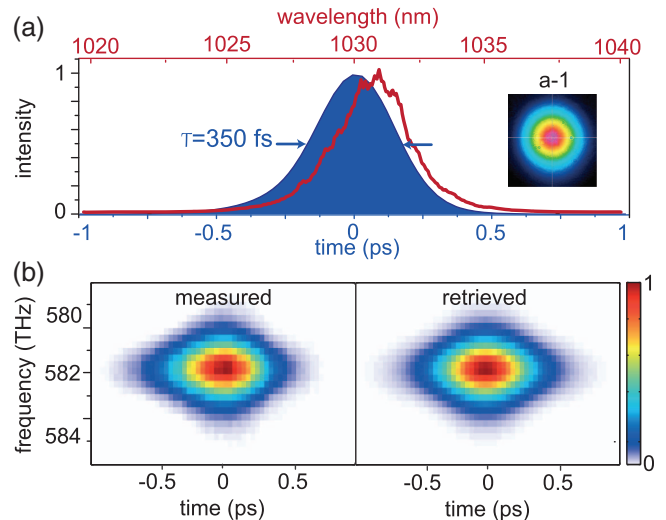 (a)
wavelength (nm)
1020 1025 1030 1035 1040
1
intensity
0
τ=350 fs
a-1
-1 -0.5 0 0.5 1
time (ps)
(b)
measured
retrieved
frequency (THz)
580
582
584
-0.5 0 0.5
time (ps)
-0.5 0 0.5
time (ps)
1
0